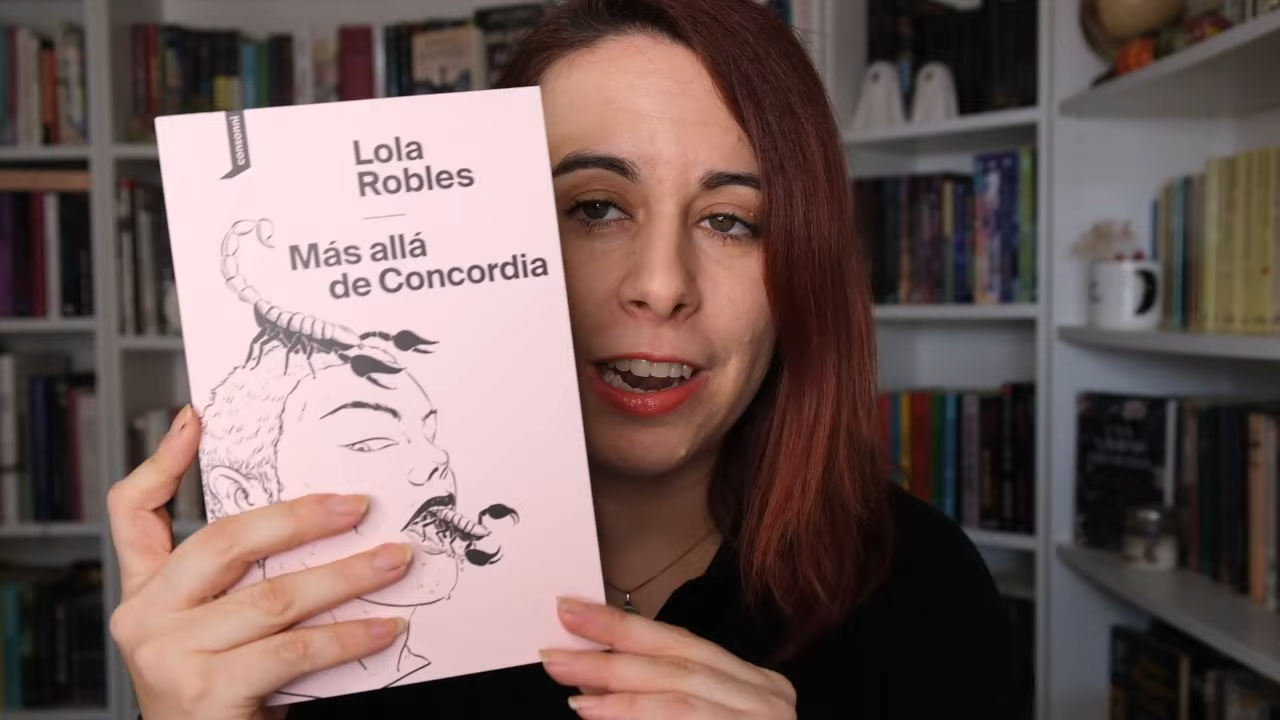 consonni
Lola
Robles
Más allá
de Concordia